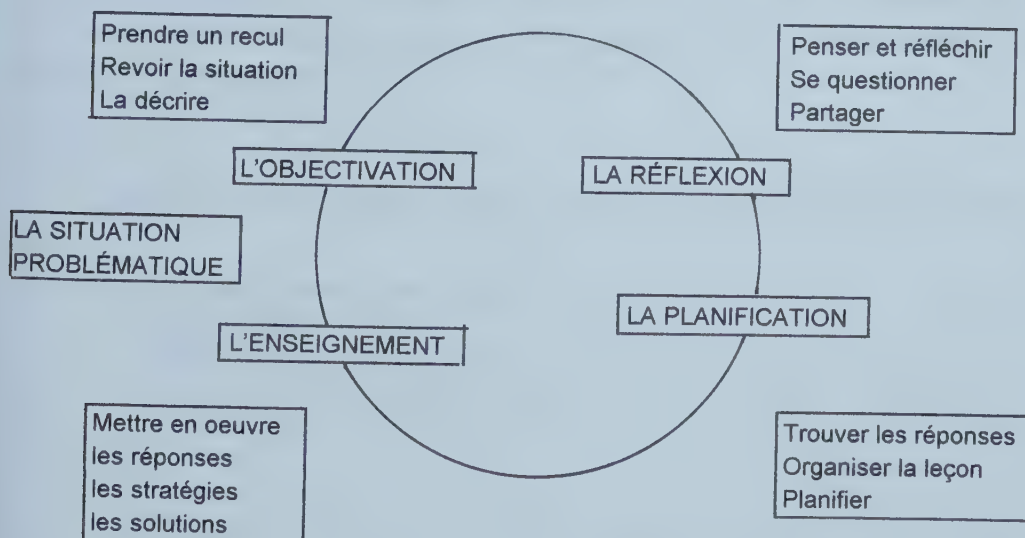 Prendre un recul
Revoir la situation
La décrire
Penser et réfléchir
Se questionner
Partager
L'OBJECTIVATION
LA RÉFLEXION
LA SITUATION
PROBLÉMATIQUE
LA PLANIFICATION
L'ENSEIGNEMENT
Mettre en oeuvre
les réponses
les stratégies
les solutions
Trouver les réponses
Organiser la leçon
Planifier